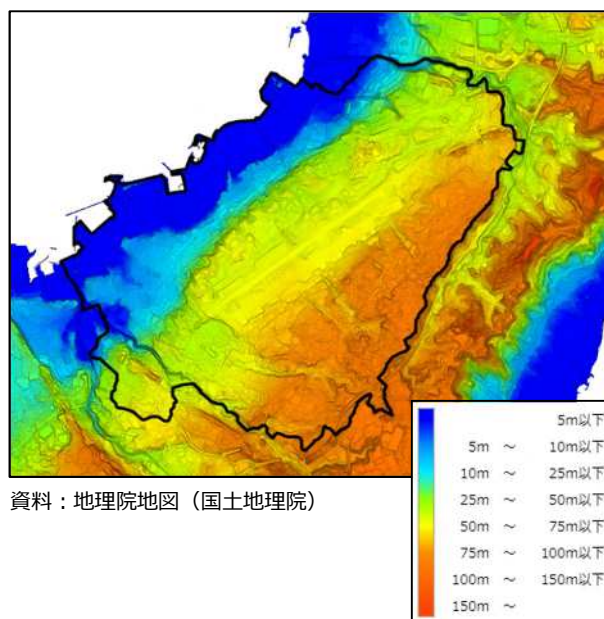 資料：地理院地図（国土地理院）
5m以下
5m ～ 10m以下
10m ～ 25m以下
25m ～ 50m以下
50m ～ 75m以下
75m ～ 100m以下
100m ～ 150m以下
150m ～